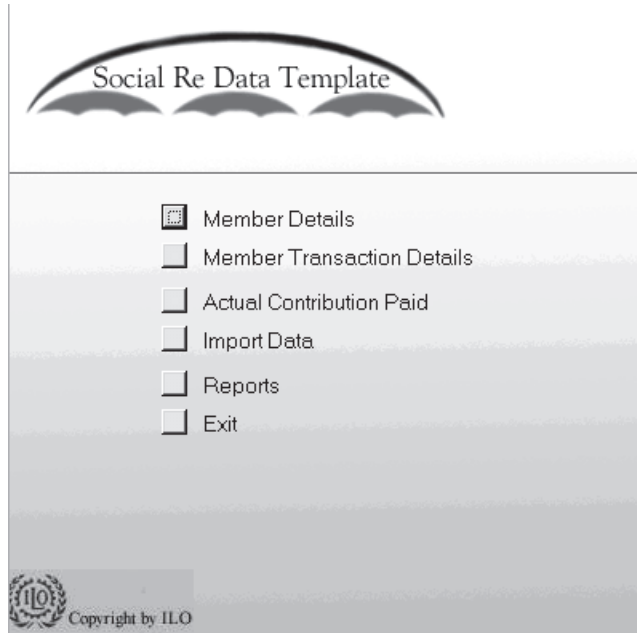 Social Re Data Template
Member Details
Member Transaction Details
Actual Contribution Paid
Import Data
Reports
Exit
ILO
Copyright by ILO